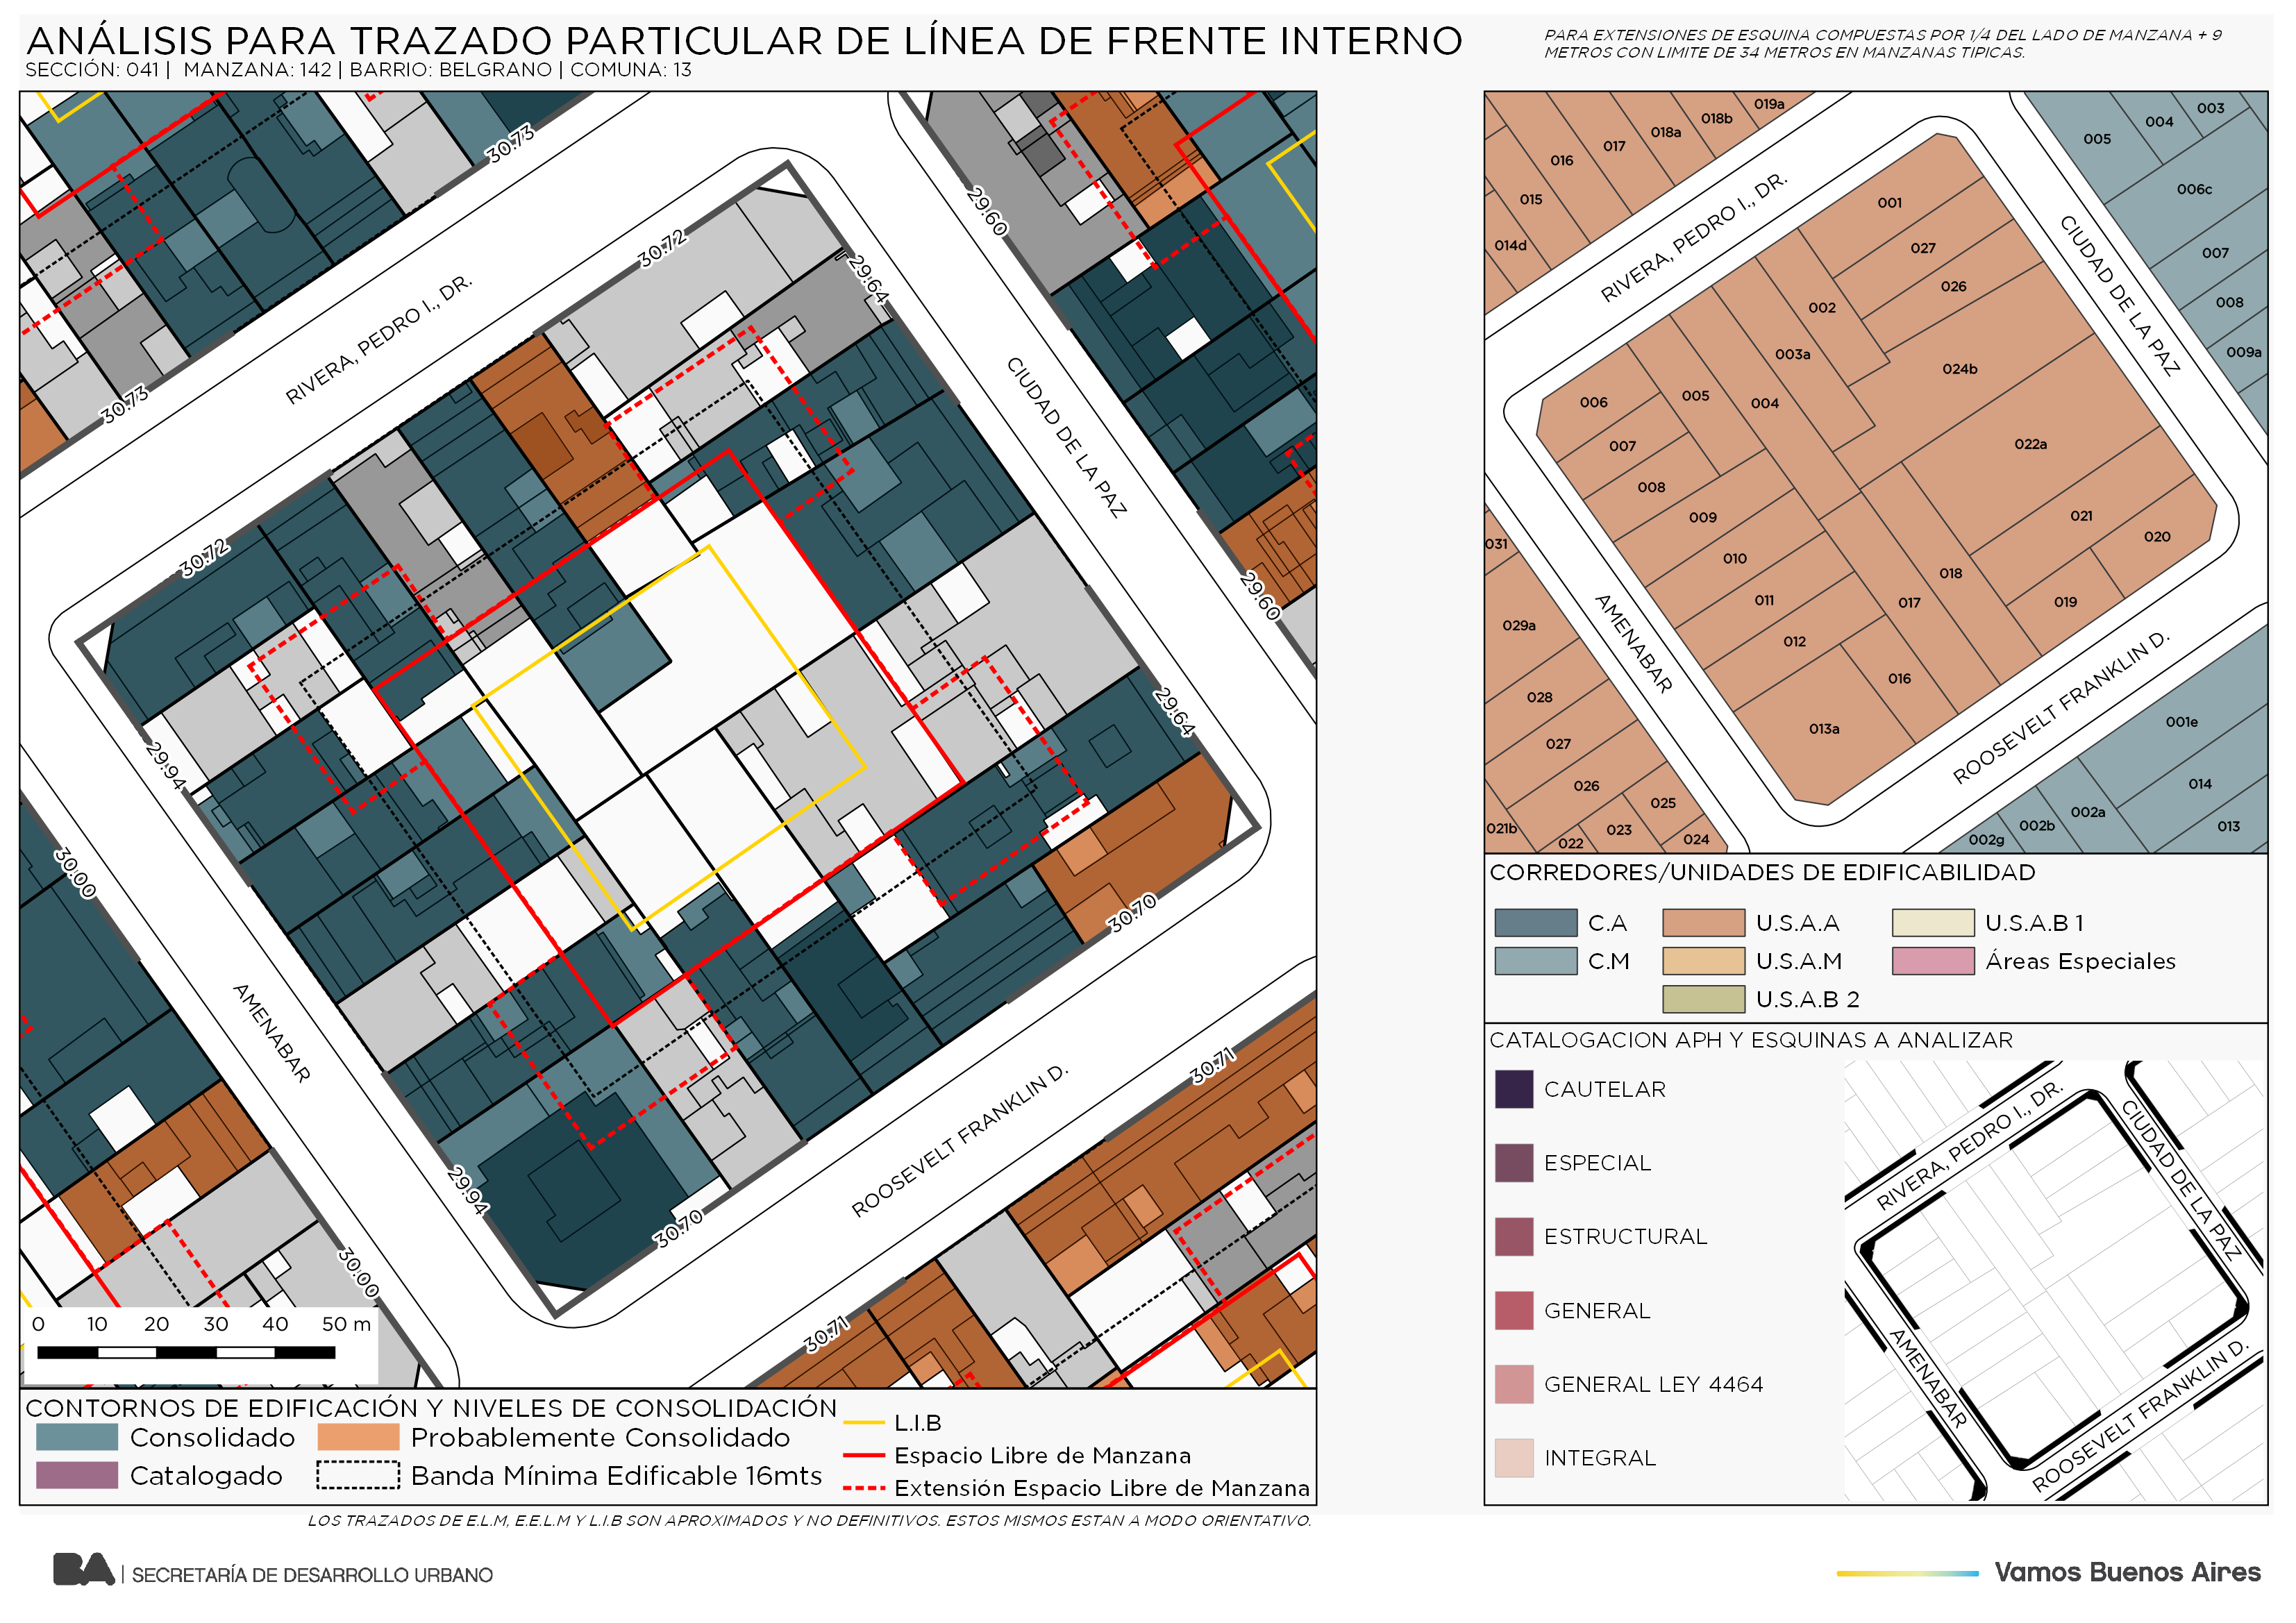 ANÁLISIS PARA TRAZADO PARTICULAR DE LÍNEA DE FRENTE INTERNO
SECCIÓN: 041 | MANZANA: 142 | BARRIO: BELGRANO | COMUNA: 13
PARA EXTENSIONES DE ESQUINA COMPUESTAS POR 1/4 DEL LADO DE MANZANA + 9
METROS CON LIMITE DE 34 METROS EN MANZANAS TIPICAS.
30.73
30.73
RIVERA, PEDRO I., DR.
30.72
30.72
29.60
29.64
CIUDAD DE LA PAZ
29.60
29.64
29.94
30.00
AMENABAR
29.94
30.00
30.70
30.70
ROOSEVELT FRANKLIN D.
30.71
30.71
0 10 20 30 40 50 m
CONTORNOS DE EDIFICACIÓN Y NIVELES DE CONSOLIDACIÓN
Consolidado
Probablemente Consolidado
Catalogado
Banda Mínima Edificable 16mts
L.I.B
Espacio Libre de Manzana
Extensión Espacio Libre de Manzana
LOS TRAZADOS DE E.L.M, E.E.L.M Y L.I.B SON APROXIMADOS Y NO DEFINITIVOS. ESTOS MISMOS ESTAN A MODO ORIENTATIVO.
019a
018b
018a
017
016
015
014d
RIVERA, PEDRO I., DR.
003
004
005
006c
007
008
009a
CIUDAD DE LA PAZ
001
027
026
002
003a
024b
004
005
006
007
008
009
010
011
012
022a
021
020
018
017
019
016
013a
AMENABAR
ROOSEVELT FRANKLIN D.
031
029a
028
027
026
025
021b
022
023
024
001e
014
013
002a
002b
002g
CORREDORES/UNIDADES DE EDIFICABILIDAD
C.A
U.S.A.A
U.S.A.B 1
C.M
U.S.A.M
Áreas Especiales
U.S.A.B 2
CATALOGACION APH Y ESQUINAS A ANALIZAR
CAUTELAR
ESPECIAL
ESTRUCTURAL
GENERAL
GENERAL LEY 4464
INTEGRAL
RIVERA, PEDRO I., DR.
CIUDAD DE LA PAZ
AMENABAR
ROOSEVELT FRANKLIN D.
BA | SECRETARÍA DE DESARROLLO URBANO
Vamos Buenos Aires